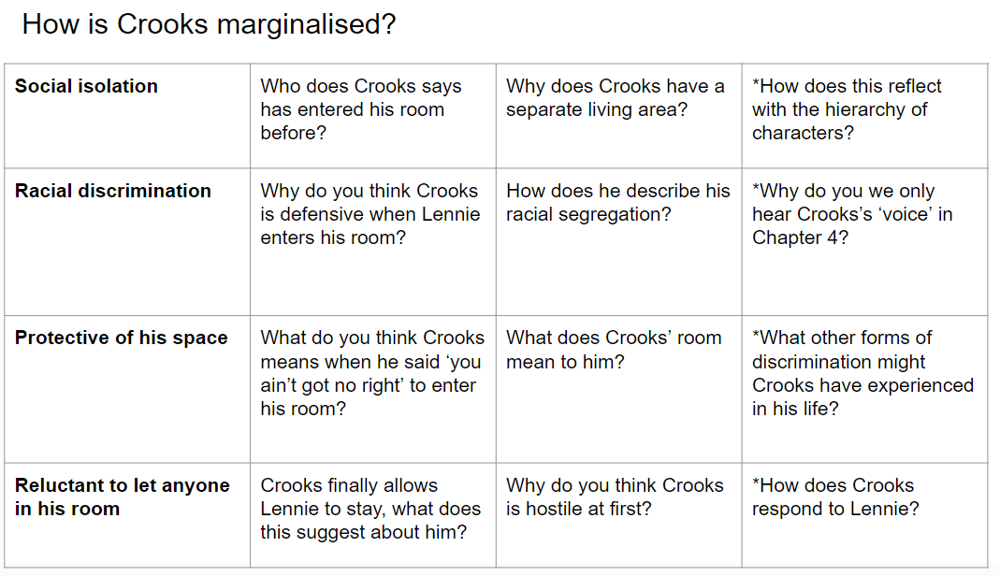 How is Crooks marginalised?
Social isolation
Who does Crooks says
has entered his room
before?
Why does Crooks have a
separate living area?
*How does this reflect
with the hierarchy of
characters?
Racial discrimination
Why do you think Crooks
is defensive when Lennie
enters his room?
How does he describe his
racial segregation?
*Why do you we only
hear Crooks's ‘voice’ in
Chapter 4?
Protective of his space
What do you think Crooks
means when he said ‘you
ain’t got no right’ to enter
his room?
What does Crooks’ room
mean to him?
*What other forms of
discrimination might
Crooks have experienced
in his life?
Reluctant to let anyone
in his room
Crooks finally allows
Lennie to stay, what does
this suggest about him?
Why do you think Crooks
is hostile at first?
*How does Crooks
respond to Lennie?